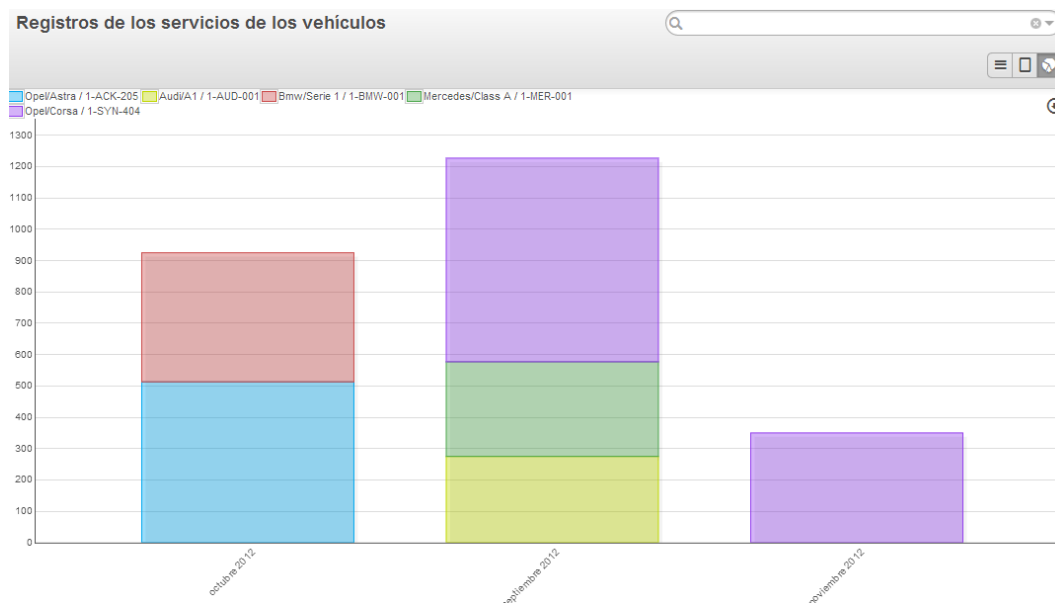 Registros de los servicios de los vehículos
Opel/Astra / 1-ACK-205 Audi/A1 / 1-AUD-001 Bmw/Serie 1 / 1-BMW-001 Mercedes/Class A / 1-MER-001
Opel/Corsa / 1-SYN-404
1300
1200
1100
1000
900
800
700
600
500
400
300
200
100
0
octubre 2012
septiembre 2012
noviembre 2012